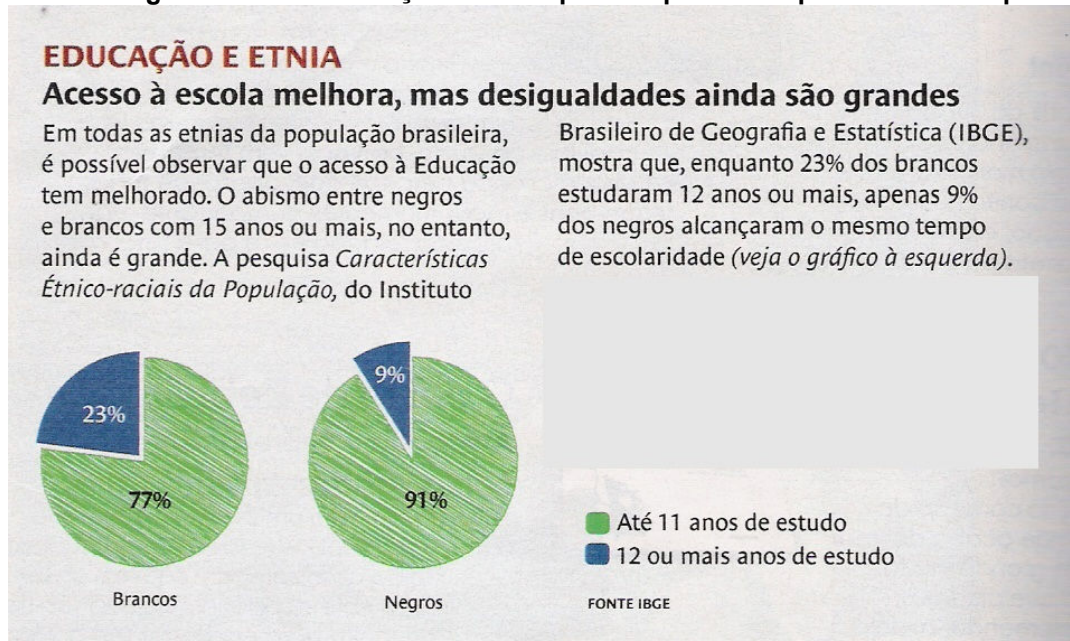 EDUCAÇÃO E ETNIA
Acesso à escola melhora, mas desigualdades ainda são grandes
Em todas as etnias da população brasileira,
é possível observar que o acesso à Educação
tem melhorado. O abismo entre negros
e brancos com 15 anos ou mais, no entanto,
ainda é grande. A pesquisa Características
Étnico-raciais da População, do Instituto
Brasileiro de Geografia e Estatística (IBGE),
mostra que, enquanto 23% dos brancos
estudaram 12 anos ou mais, apenas 9%
dos negros alcançaram o mesmo tempo
de escolaridade (veja o gráfico à esquerda).
23%
77%
Brancos
9%
91%
Negros
Até 11 anos de estudo
12 ou mais anos de estudo
FONTE IBGE